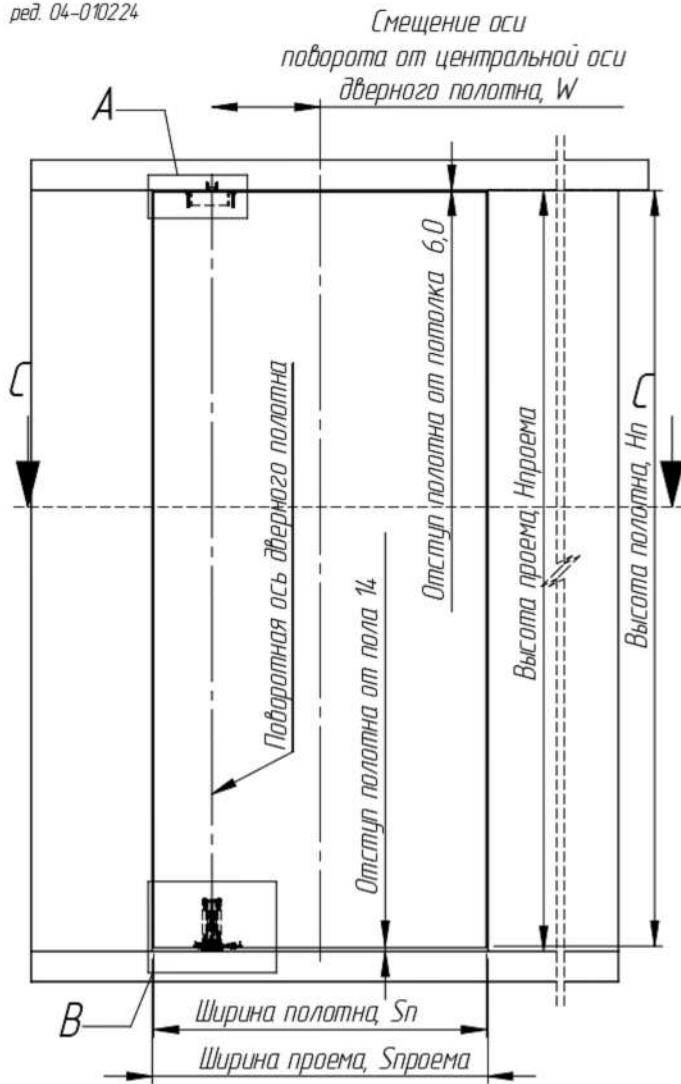 ред. 04-010224
Смещение оси
поворота от центральной оси
дверного полотна, W
A
Отступ полотна от потолка 6,0
Поворотная ось дверного полотна
C
C
Высота проема, Hпроема
Высота полотна, Hп
Отступ полотна от пола 14
B
Ширина полотна, Sп
Ширина проема, Sпроема